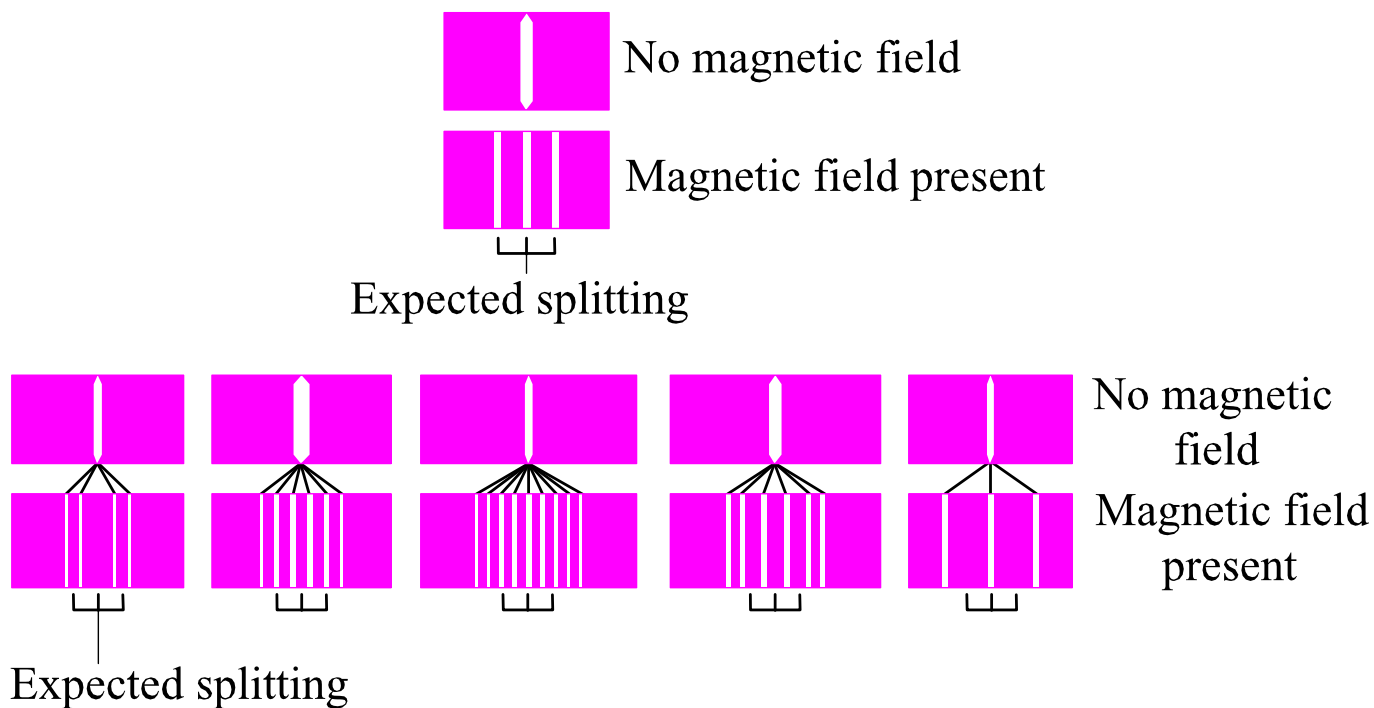 No magnetic field
Magnetic field present
Expected splitting
No magnetic
field
Magnetic field
present
Expected splitting